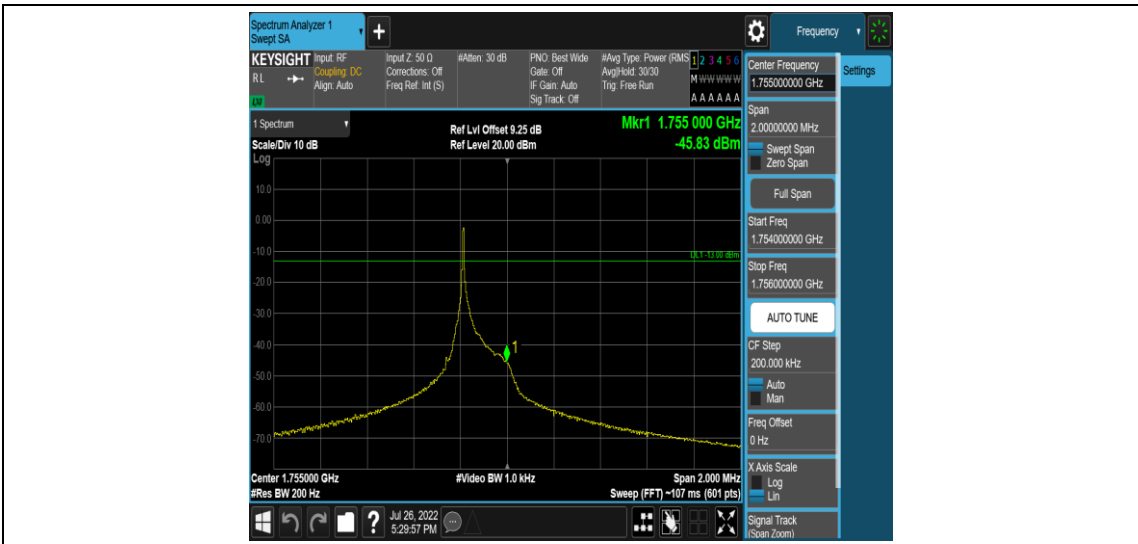 Spectrum Analyzer 1
Swept SA
+
Frequency
KEYSIGHT
RL
LXI
Input: RF
Coupling: DC
Align: Auto
Input Z: 50 Ω
Corrections: Off
Freq Ref: Int (S)
#Atten: 30 dB
PNO: Best Wide
Gate: Off
IF Gain: Auto
Sig Track: Off
#Avg Type: Power (RMS
Avg|Hold: 30/30
Trig: Free Run
1 2 3 4 5 6
M W W W W W
A A A A A A
Center Frequency
1.755000000 GHz
Settings
1 Spectrum
Scale/Div 10 dB
Log
Ref Lvl Offset 9.25 dB
Ref Level 20.00 dBm
Mkr1 1.755 000 GHz
-45.83 dBm
Span
2.00000000 MHz
Swept Span
Zero Span
Full Span
Start Freq
1.754000000 GHz
Stop Freq
1.756000000 GHz
AUTO TUNE
CF Step
200.000 kHz
Auto
Man
Freq Offset
0 Hz
X Axis Scale
Log
Lin
Signal Track
(Span Zoom)
10.0
0.00
-10.0
DL1 -13.00 dBm
-20.0
-30.0
-40.0
1
-50.0
-60.0
-70.0
Center 1.755000 GHz
#Video BW 1.0 kHz
Span 2.000 MHz
#Res BW 200 Hz
Sweep (FFT) ~107 ms (601 pts)
?
Jul 26, 2022
5:29:57 PM